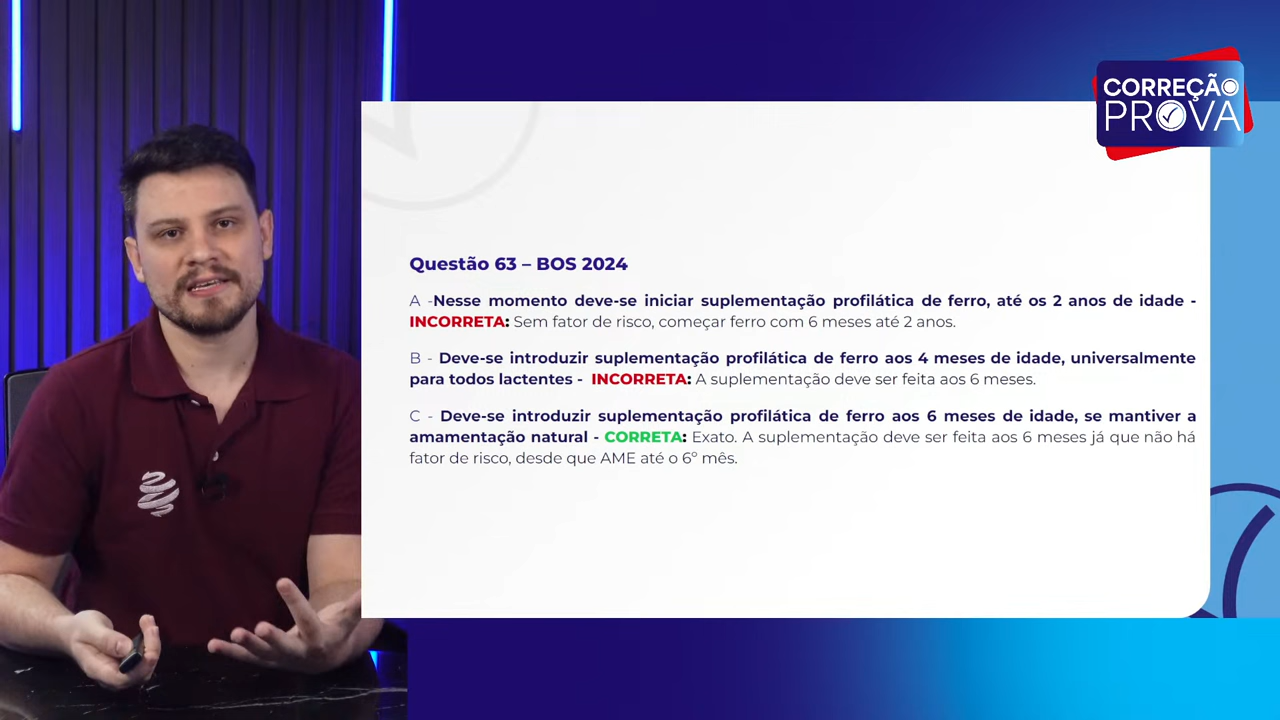 CORREÇÃO
PROVA
Questão 63 – BOS 2024
A -Nesse momento deve-se iniciar suplementação profilática de ferro, até os 2 anos de idade -
INCORRETA: Sem fator de risco, começar ferro com 6 meses até 2 anos.
B - Deve-se introduzir suplementação profilática de ferro aos 4 meses de idade, universalmente
para todos lactentes - INCORRETA: A suplementação deve ser feita aos 6 meses.
C - Deve-se introduzir suplementação profilática de ferro aos 6 meses de idade, se mantiver a
amamentação natural - CORRETA: Exato. A suplementação deve ser feita aos 6 meses já que não há
fator de risco, desde que AME até o 6º mês.